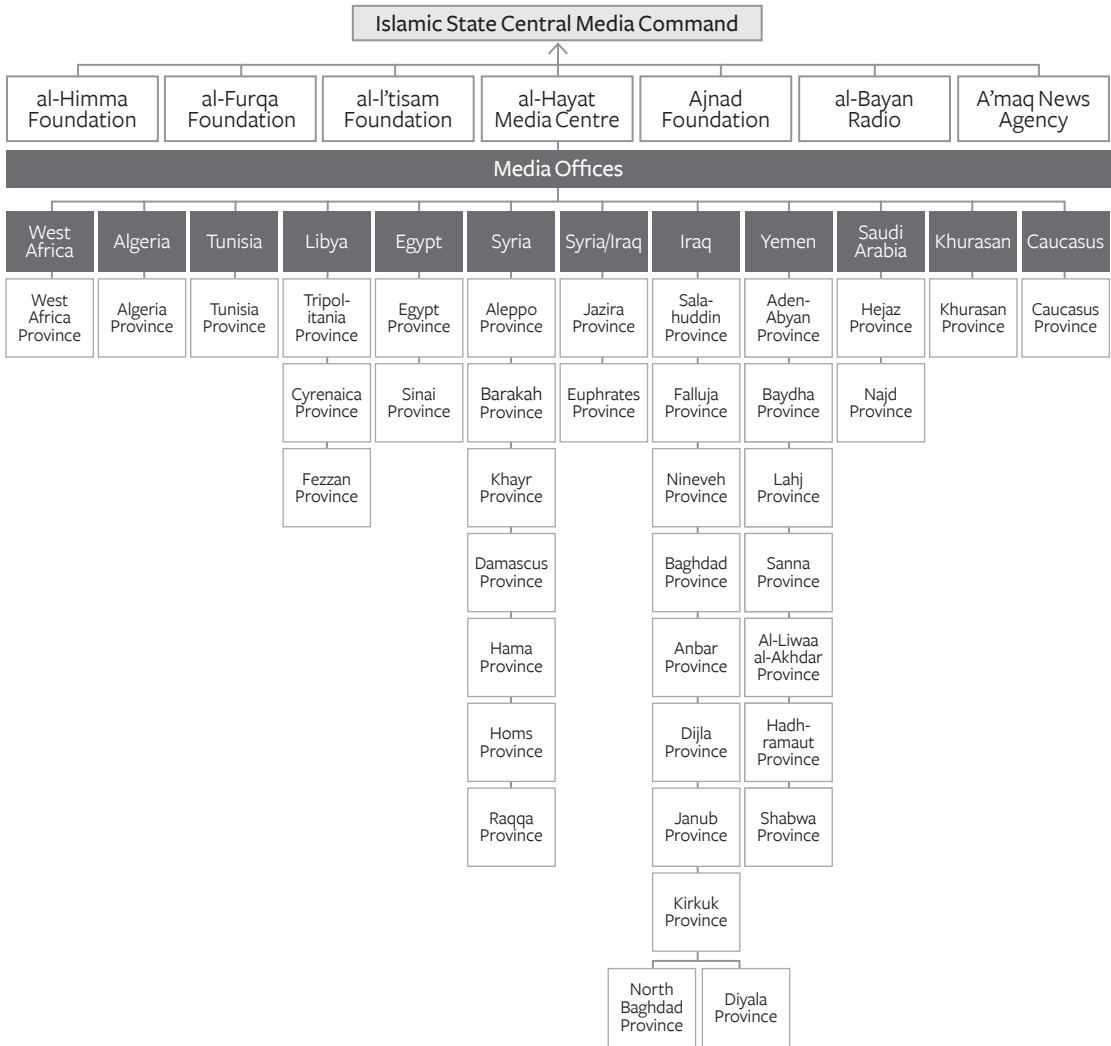 Islamic State Central Media Command
al-Himma
Foundation
al-Furqa
Foundation
al-I'tisam
Foundation
al-Hayat
Media Centre
Ajnad
Foundation
al-Bayan
Radio
A'maq News
Agency
Media Offices
West
Africa
Algeria
Tunisia
Libya
Egypt
Syria
Syria/Iraq
Iraq
Yemen
Saudi
Arabia
Khurasan
Caucasus
West
Africa
Province
Algeria
Province
Tunisia
Province
Tripol-
itania
Province
Egypt
Province
Aleppo
Province
Jazira
Province
Sala-
huddin
Province
Aden-
Abyan
Province
Hejaz
Province
Khurasan
Province
Caucasus
Province
Cyrenaica
Province
Sinai
Province
Barakah
Province
Euphrates
Province
Falluja
Province
Baydha
Province
Najd
Province
Fezzan
Province
Khayr
Province
Nineveh
Province
Lahj
Province
Damascus
Province
Baghdad
Province
Sanna
Province
Hama
Province
Anbar
Province
Al-Liwaa
al-Akhdar
Province
Homs
Province
Dijla
Province
Hadh-
ramaut
Province
Raqqa
Province
Janub
Province
Shabwa
Province
Kirkuk
Province
North
Baghdad
Province
Diyala
Province